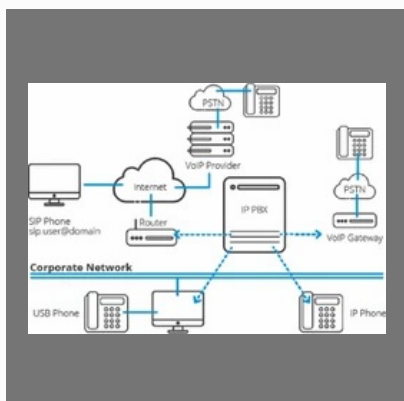 PSTN
VoIP Provider
Internet
PSTN
SIP Phone
sip user@domain
Router
IP PBX
VoIP Gateway
Corporate Network
USB Phone
IP Phone